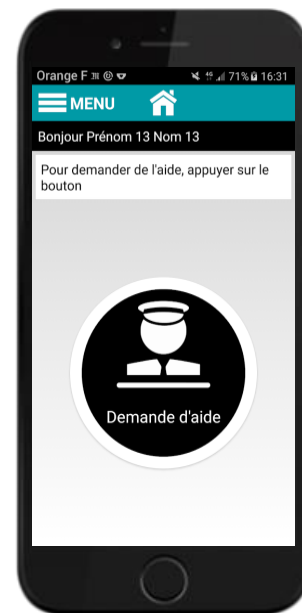 Orange F 71% 16:31
MENU
Bonjour Prénom 13 Nom 13
Pour demander de l'aide, appuyer sur le
bouton
Demande d'aide